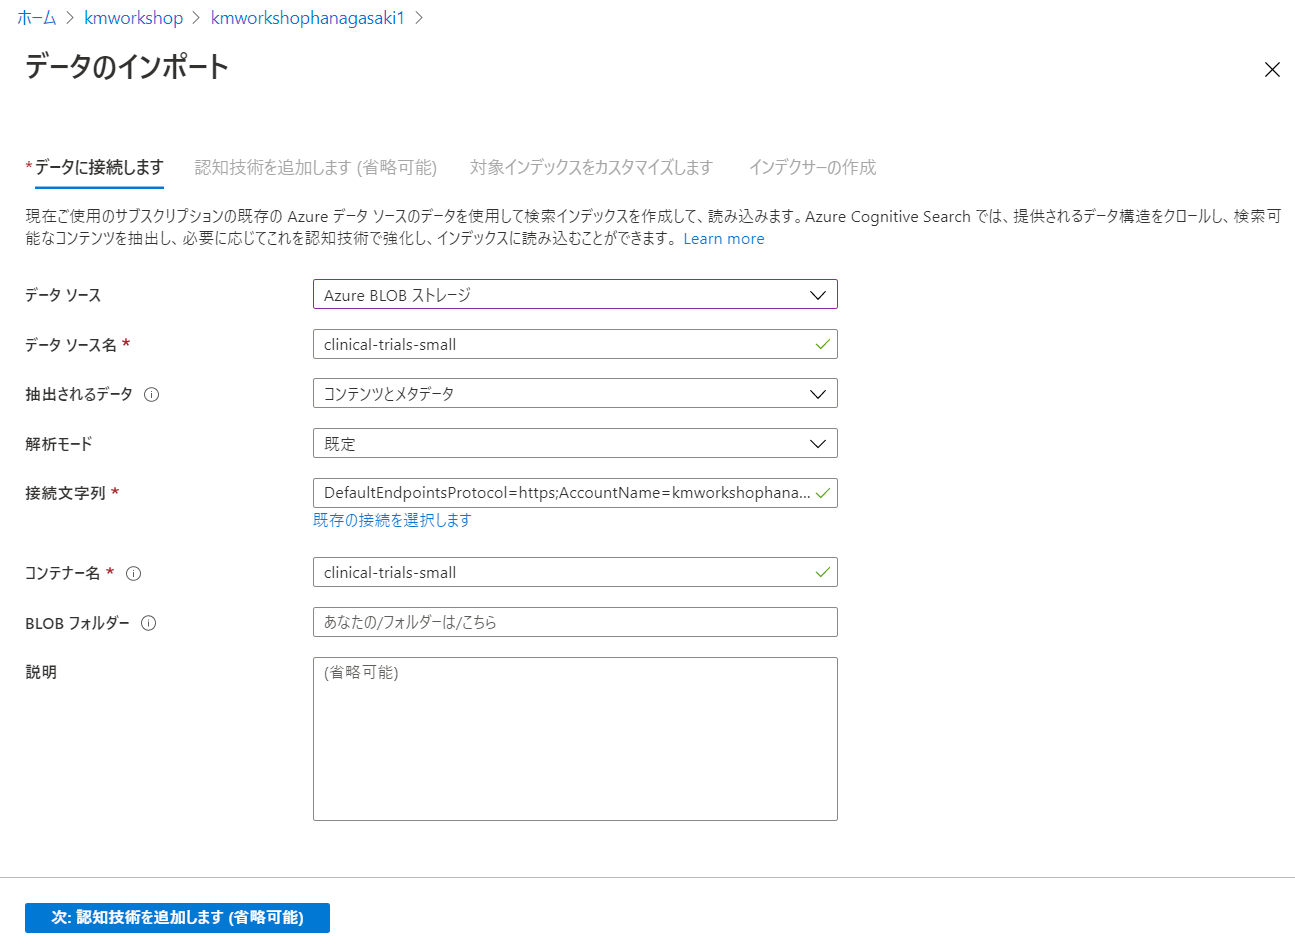 ホーム > kmworkshop > kmworkshophanagasaki1 >
データのインポート
*データに接続します 認知技術を追加します (省略可能) 対象インデックスをカスタマイズします インデクサーの作成
現在ご使用のサブスクリプションの既存の Azure データ ソースのデータを使用して検索インデックスを作成して、読み込みます。Azure Cognitive Search では、提供されるデータ構造をクロールし、検索可
能なコンテンツを抽出し、必要に応じてこれを認知技術で強化し、インデックスに読み込むことができます。 Learn more
データ ソース Azure BLOB ストレージ
データ ソース名 * clinical-trials-small
抽出されるデータ コンテンツとメタデータ
解析モード 既定
接続文字列 * DefaultEndpointsProtocol=https;AccountName=kmworkshophana...
既存の接続を選択します
コンテナー名 * clinical-trials-small
BLOB フォルダー あなたの/フォルダーは/こちら
説明 (省略可能)
次: 認知技術を追加します (省略可能)